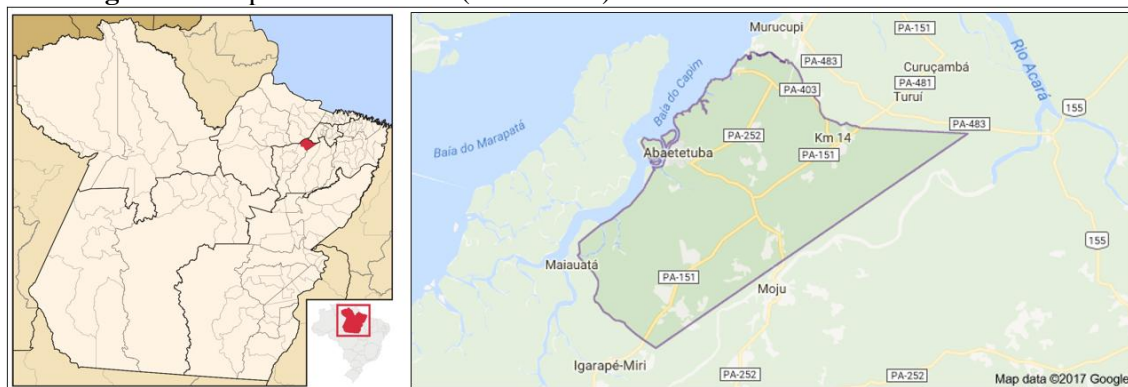 Murucupi
PA-151
PA-483
Curuçambá
PA-481
Turuí
Rio Acará
155
PA-403
Baía do Capim
Baía do Marapatá
PA-252
Km 14
PA-483
Abaetetuba
PA-151
155
Maiauatá
PA-151
Moju
Igarapé-Miri
PA-252
PA-252
Map data ©2017 Google